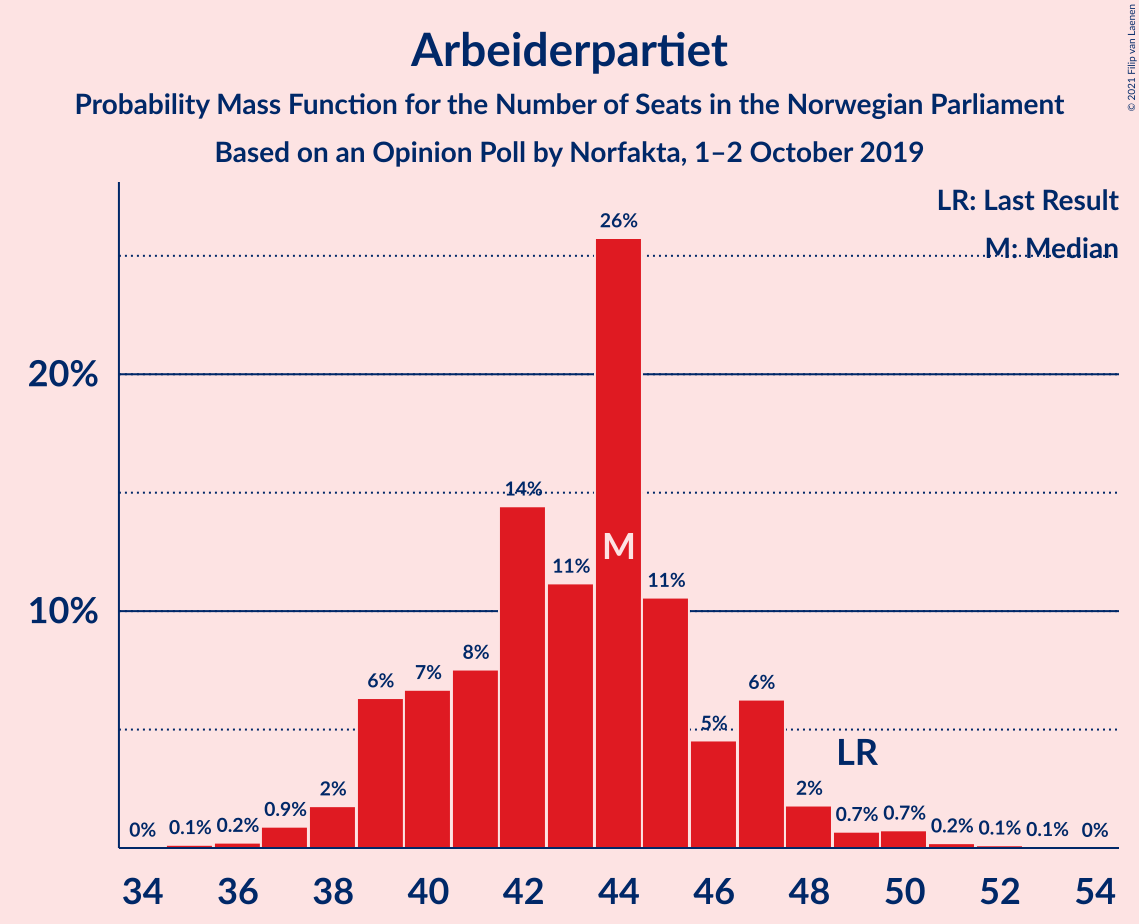 Arbeiderpartiet
Probability Mass Function for the Number of Seats in the Norwegian Parliament
Based on an Opinion Poll by Norfakta, 1–2 October 2019
© 2021 Filip van Laenen
LR: Last Result
M: Median
20%
10%
0%
0.1%
0.2%
0.9%
2%
6%
7%
8%
14%
11%
26%
M
11%
5%
6%
2%
LR
0.7%
0.7%
0.2%
0.1%
0.1%
0%
34 36 38 40 42 44 46 48 50 52 54